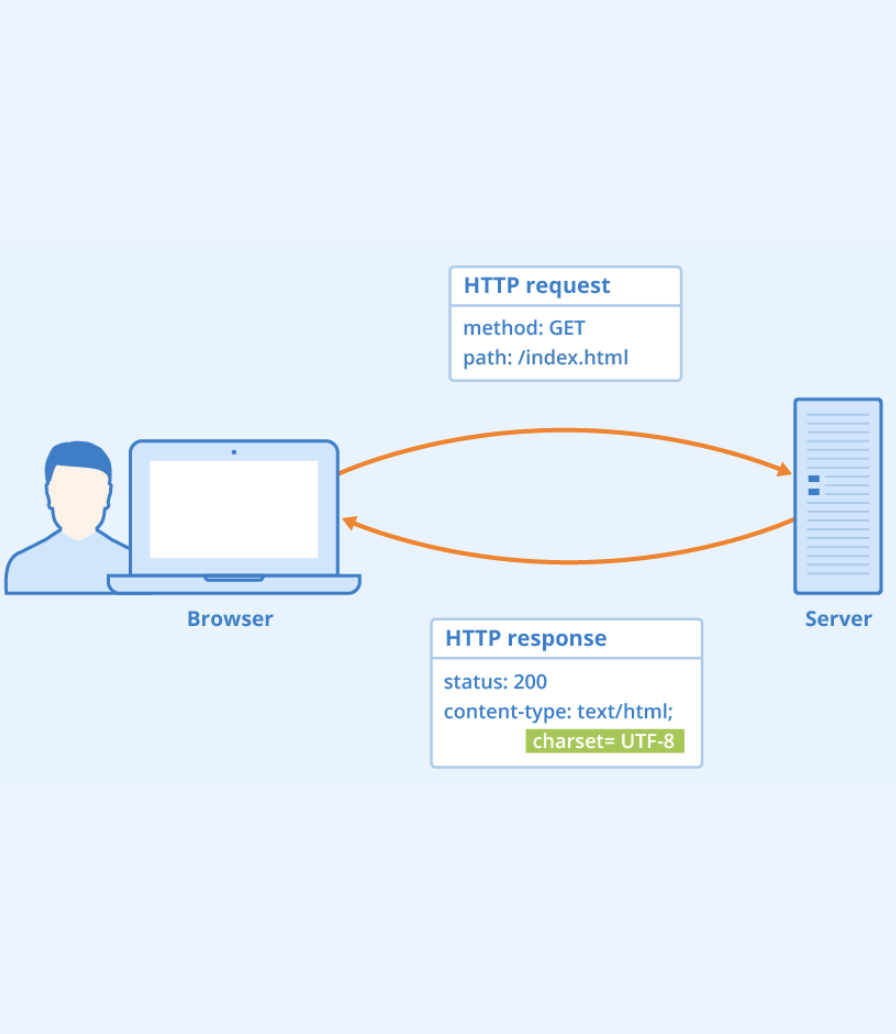 HTTP request
method: GET
path: /index.html
Browser
Server
HTTP response
status: 200
content-type: text/html;
charset= UTF-8